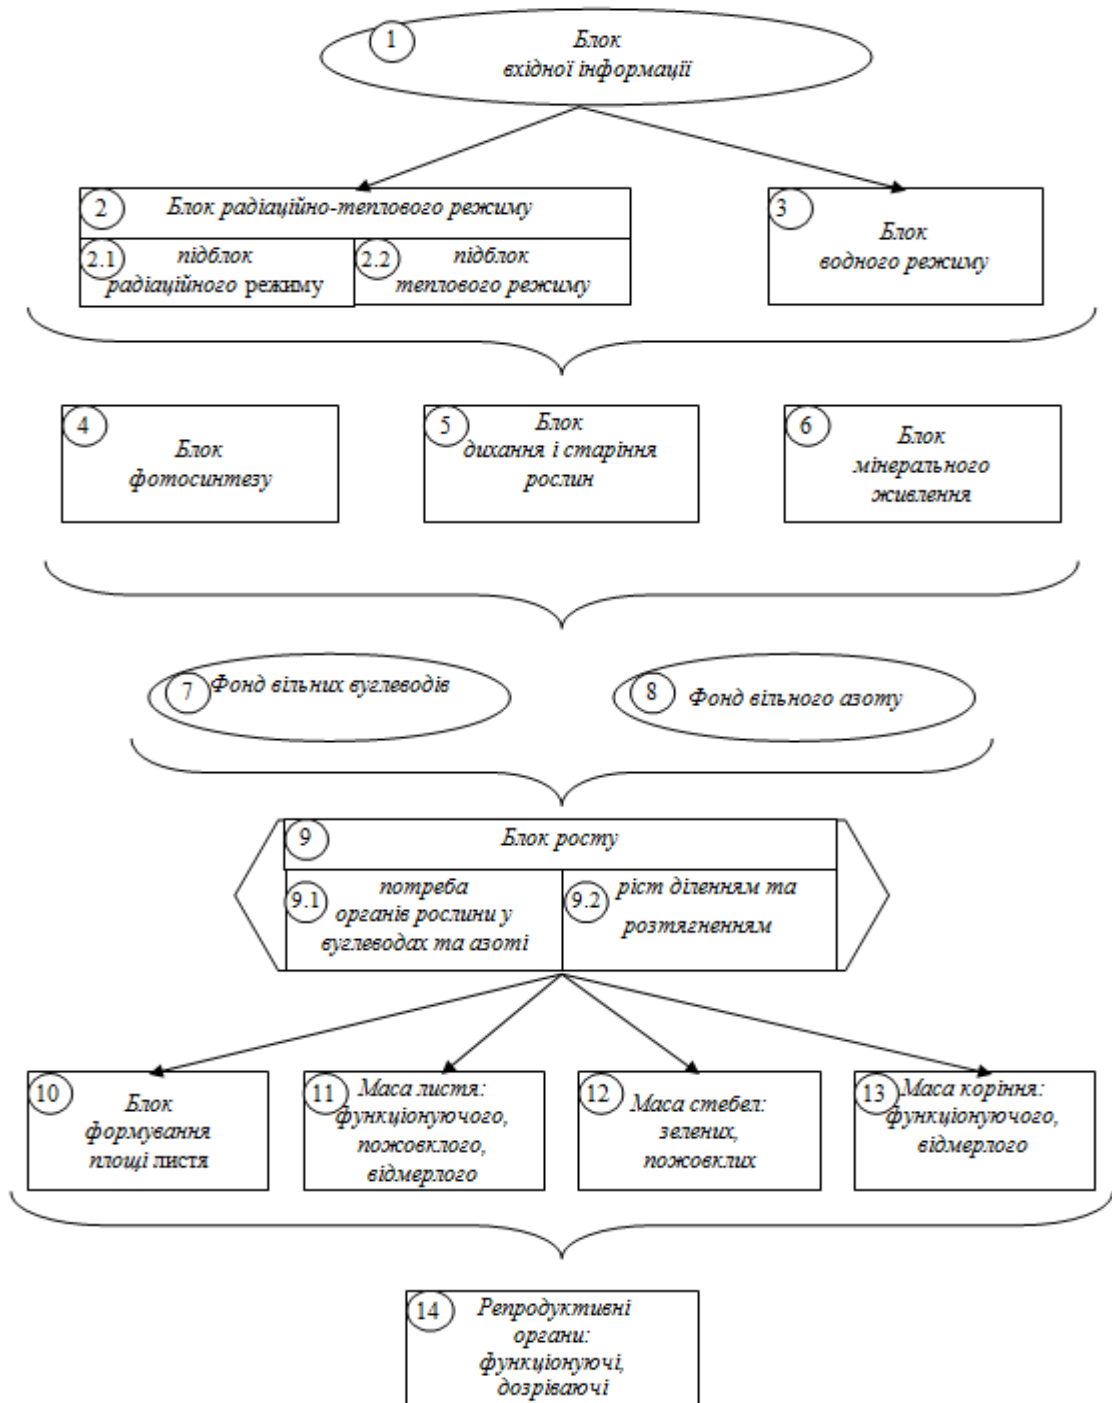 1
Блок
вхідної інформації
2
Блок радіаційно-теплового режиму
3
Блок
водного режиму
2.1
підблок
радіаційного режиму
2.2
підблок
теплового режиму
4
Блок
фотосинтезу
5
Блок
дихання і старіння
рослин
6
Блок
мінерального
живлення
7
Фонд вільних вуглеводів
8
Фонд вільного азоту
9
Блок росту
9.1
потреба
органів рослини у
вуглеводах та азоті
9.2
ріст діленням та
розтягненням
10
Блок
формування
площі листя
11
Маса листя:
функціонуючого,
пожовклого,
відмерлого
12
Маса стебел:
зелених,
пожовклих
13
Маса коріння:
функціонуючого,
відмерлого
14
Репродуктивні
органи:
функціонуючі,
дозріваючі